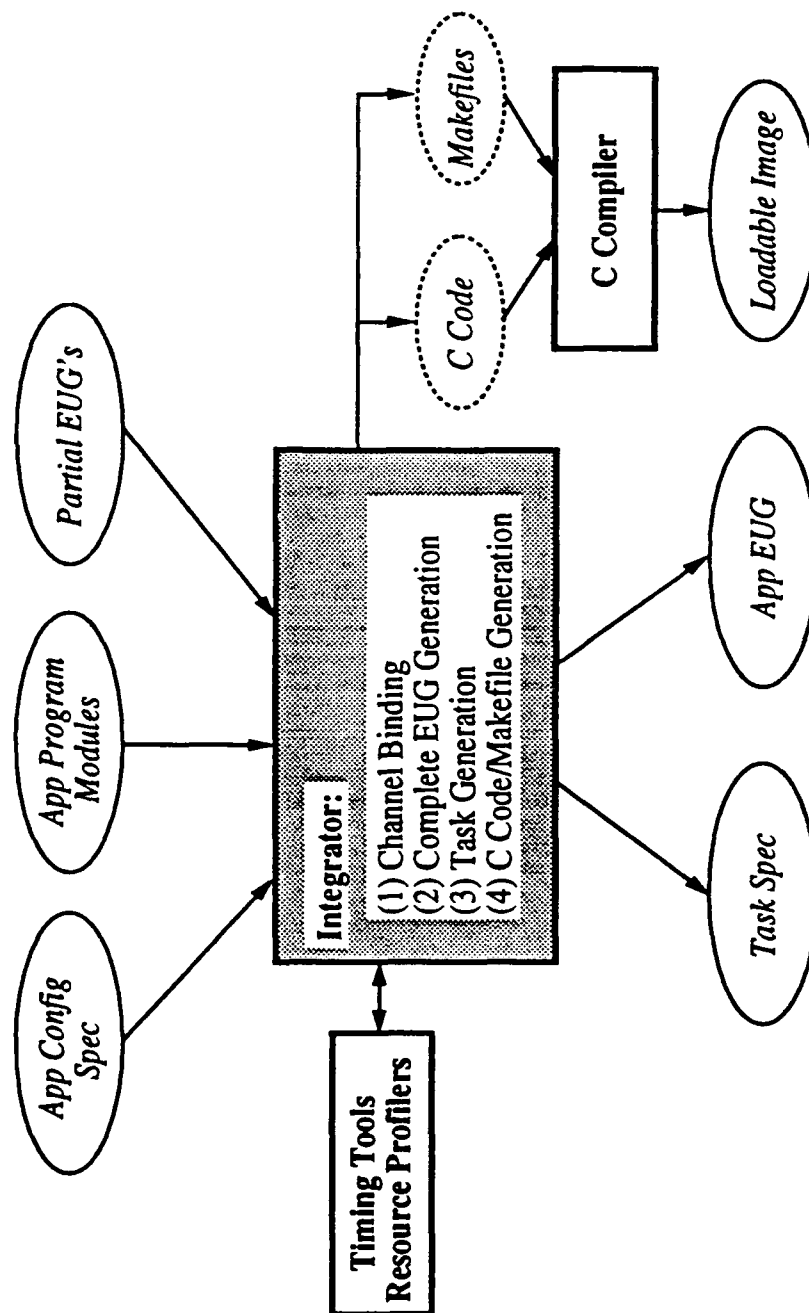 App Config
Spec
App Program
Modules
Partial EUG's
Timing Tools
Resource Profilers
Integrator:
(1) Channel Binding
(2) Complete EUG Generation
(3) Task Generation
(4) C Code/Makefile Generation
C Code
Makefiles
C Compiler
Task Spec
App EUG
Loadable Image